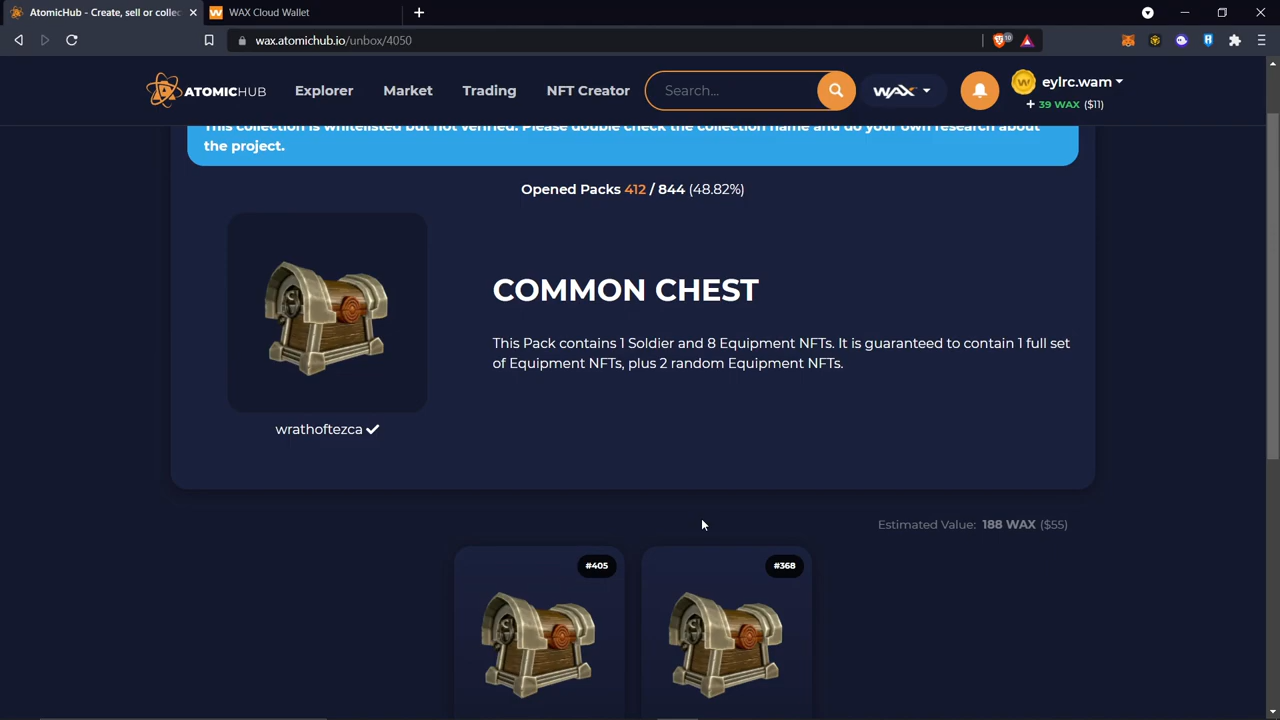 AtomicHub - Create, sell or collec
WAX Cloud Wallet
wax.atomichub.io/unbox/4050
10
ATOMICHUB
Explorer
Market
Trading
NFT Creator
Search...
WAX
eylrc.wam
+ 39 WAX ($11)
This collection is whitelisted but not verified. Please double check the collection name and do your own research about
the project.
Opened Packs 412 / 844 (48.82%)
COMMON CHEST
This Pack contains 1 Soldier and 8 Equipment NFTs. It is guaranteed to contain 1 full set
of Equipment NFTs, plus 2 random Equipment NFTs.
wrathoftezca
Estimated Value: 188 WAX ($55)
#405
#368